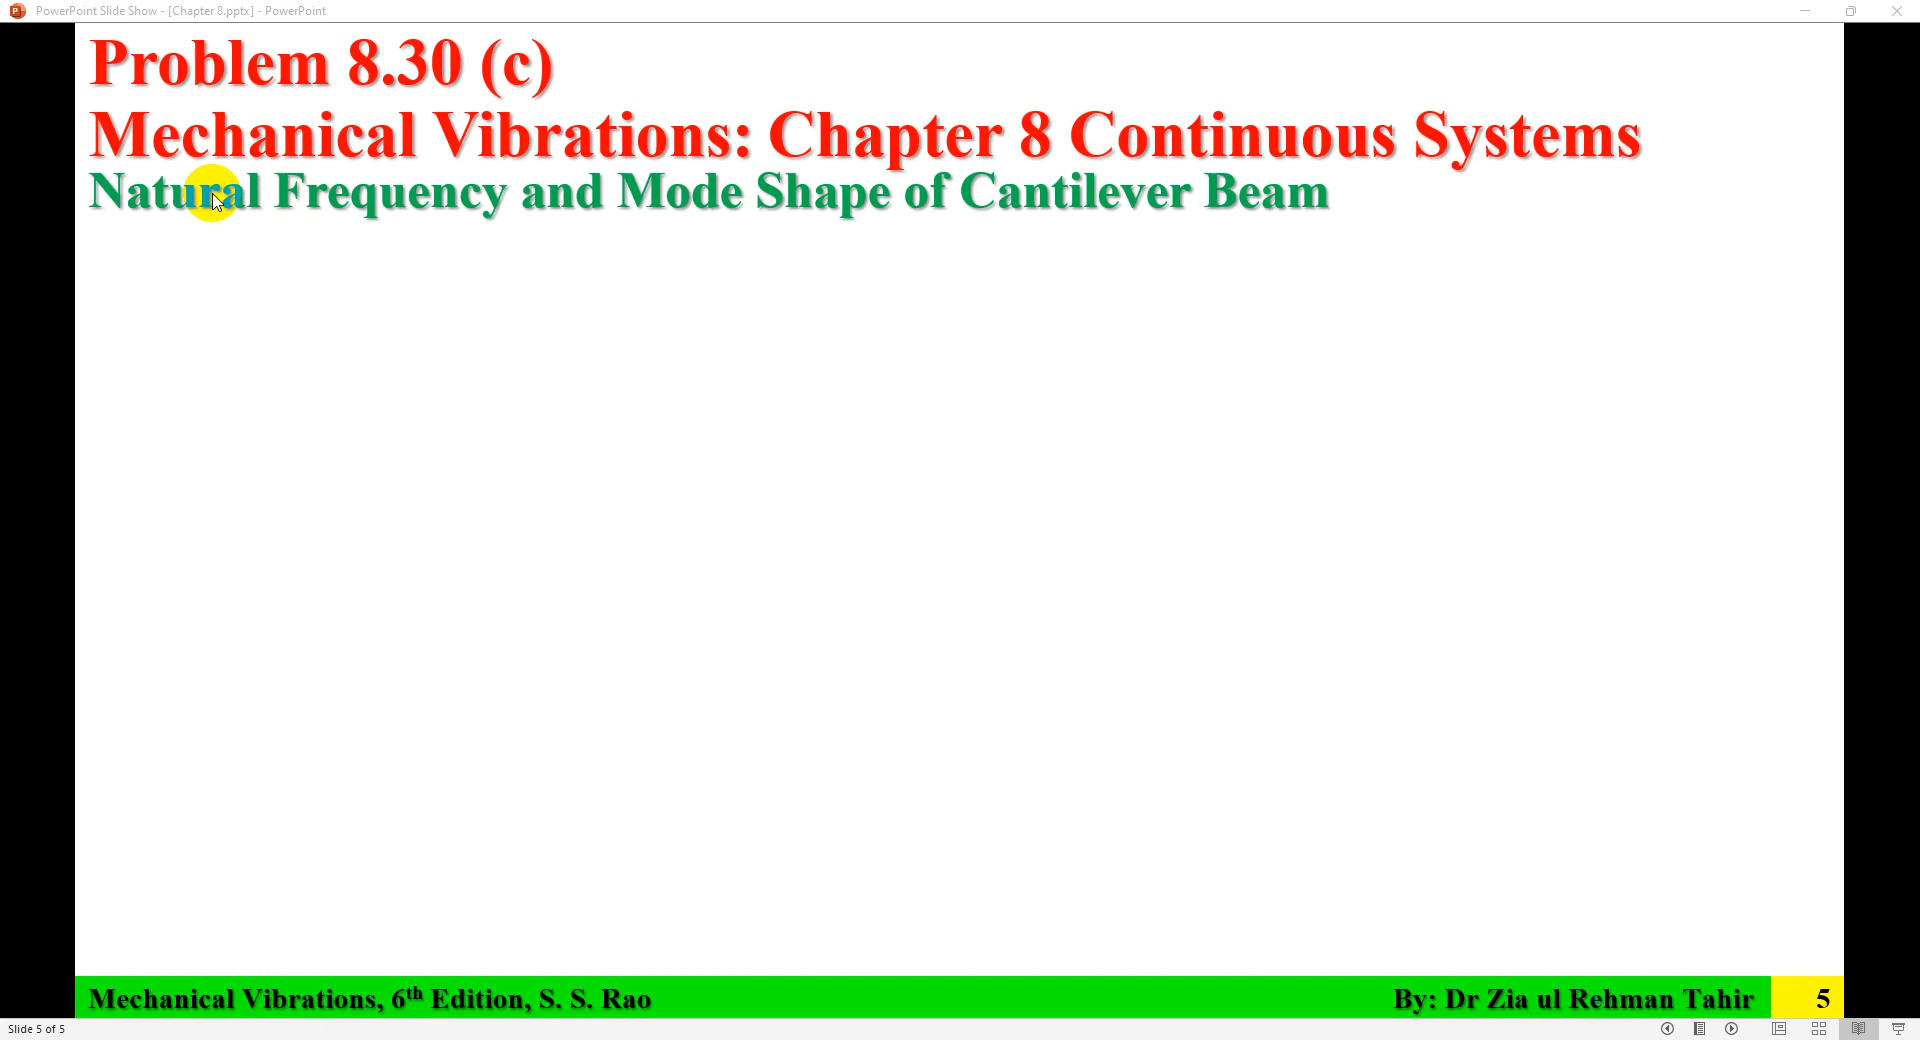 PowerPoint Slide Show - [Chapter 8.pptx] - PowerPoint
Problem 8.30 (c)
Mechanical Vibrations: Chapter 8 Continuous Systems
Natural Frequency and Mode Shape of Cantilever Beam
Mechanical Vibrations, 6th Edition, S. S. Rao
By: Dr Zia ul Rehman Tahir
5
Slide 5 of 5